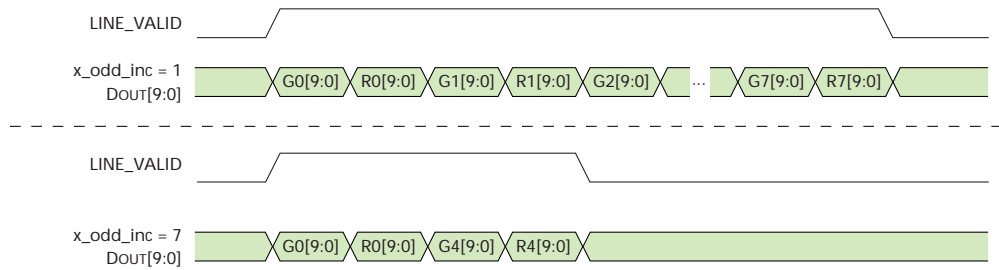 LINE_VALID
x_odd_inc = 1
DOUT[9:0]
G0[9:0] R0[9:0] G1[9:0] R1[9:0] G2[9:0] ... G7[9:0] R7[9:0]
LINE_VALID
x_odd_inc = 7
DOUT[9:0]
G0[9:0] R0[9:0] G4[9:0] R4[9:0]